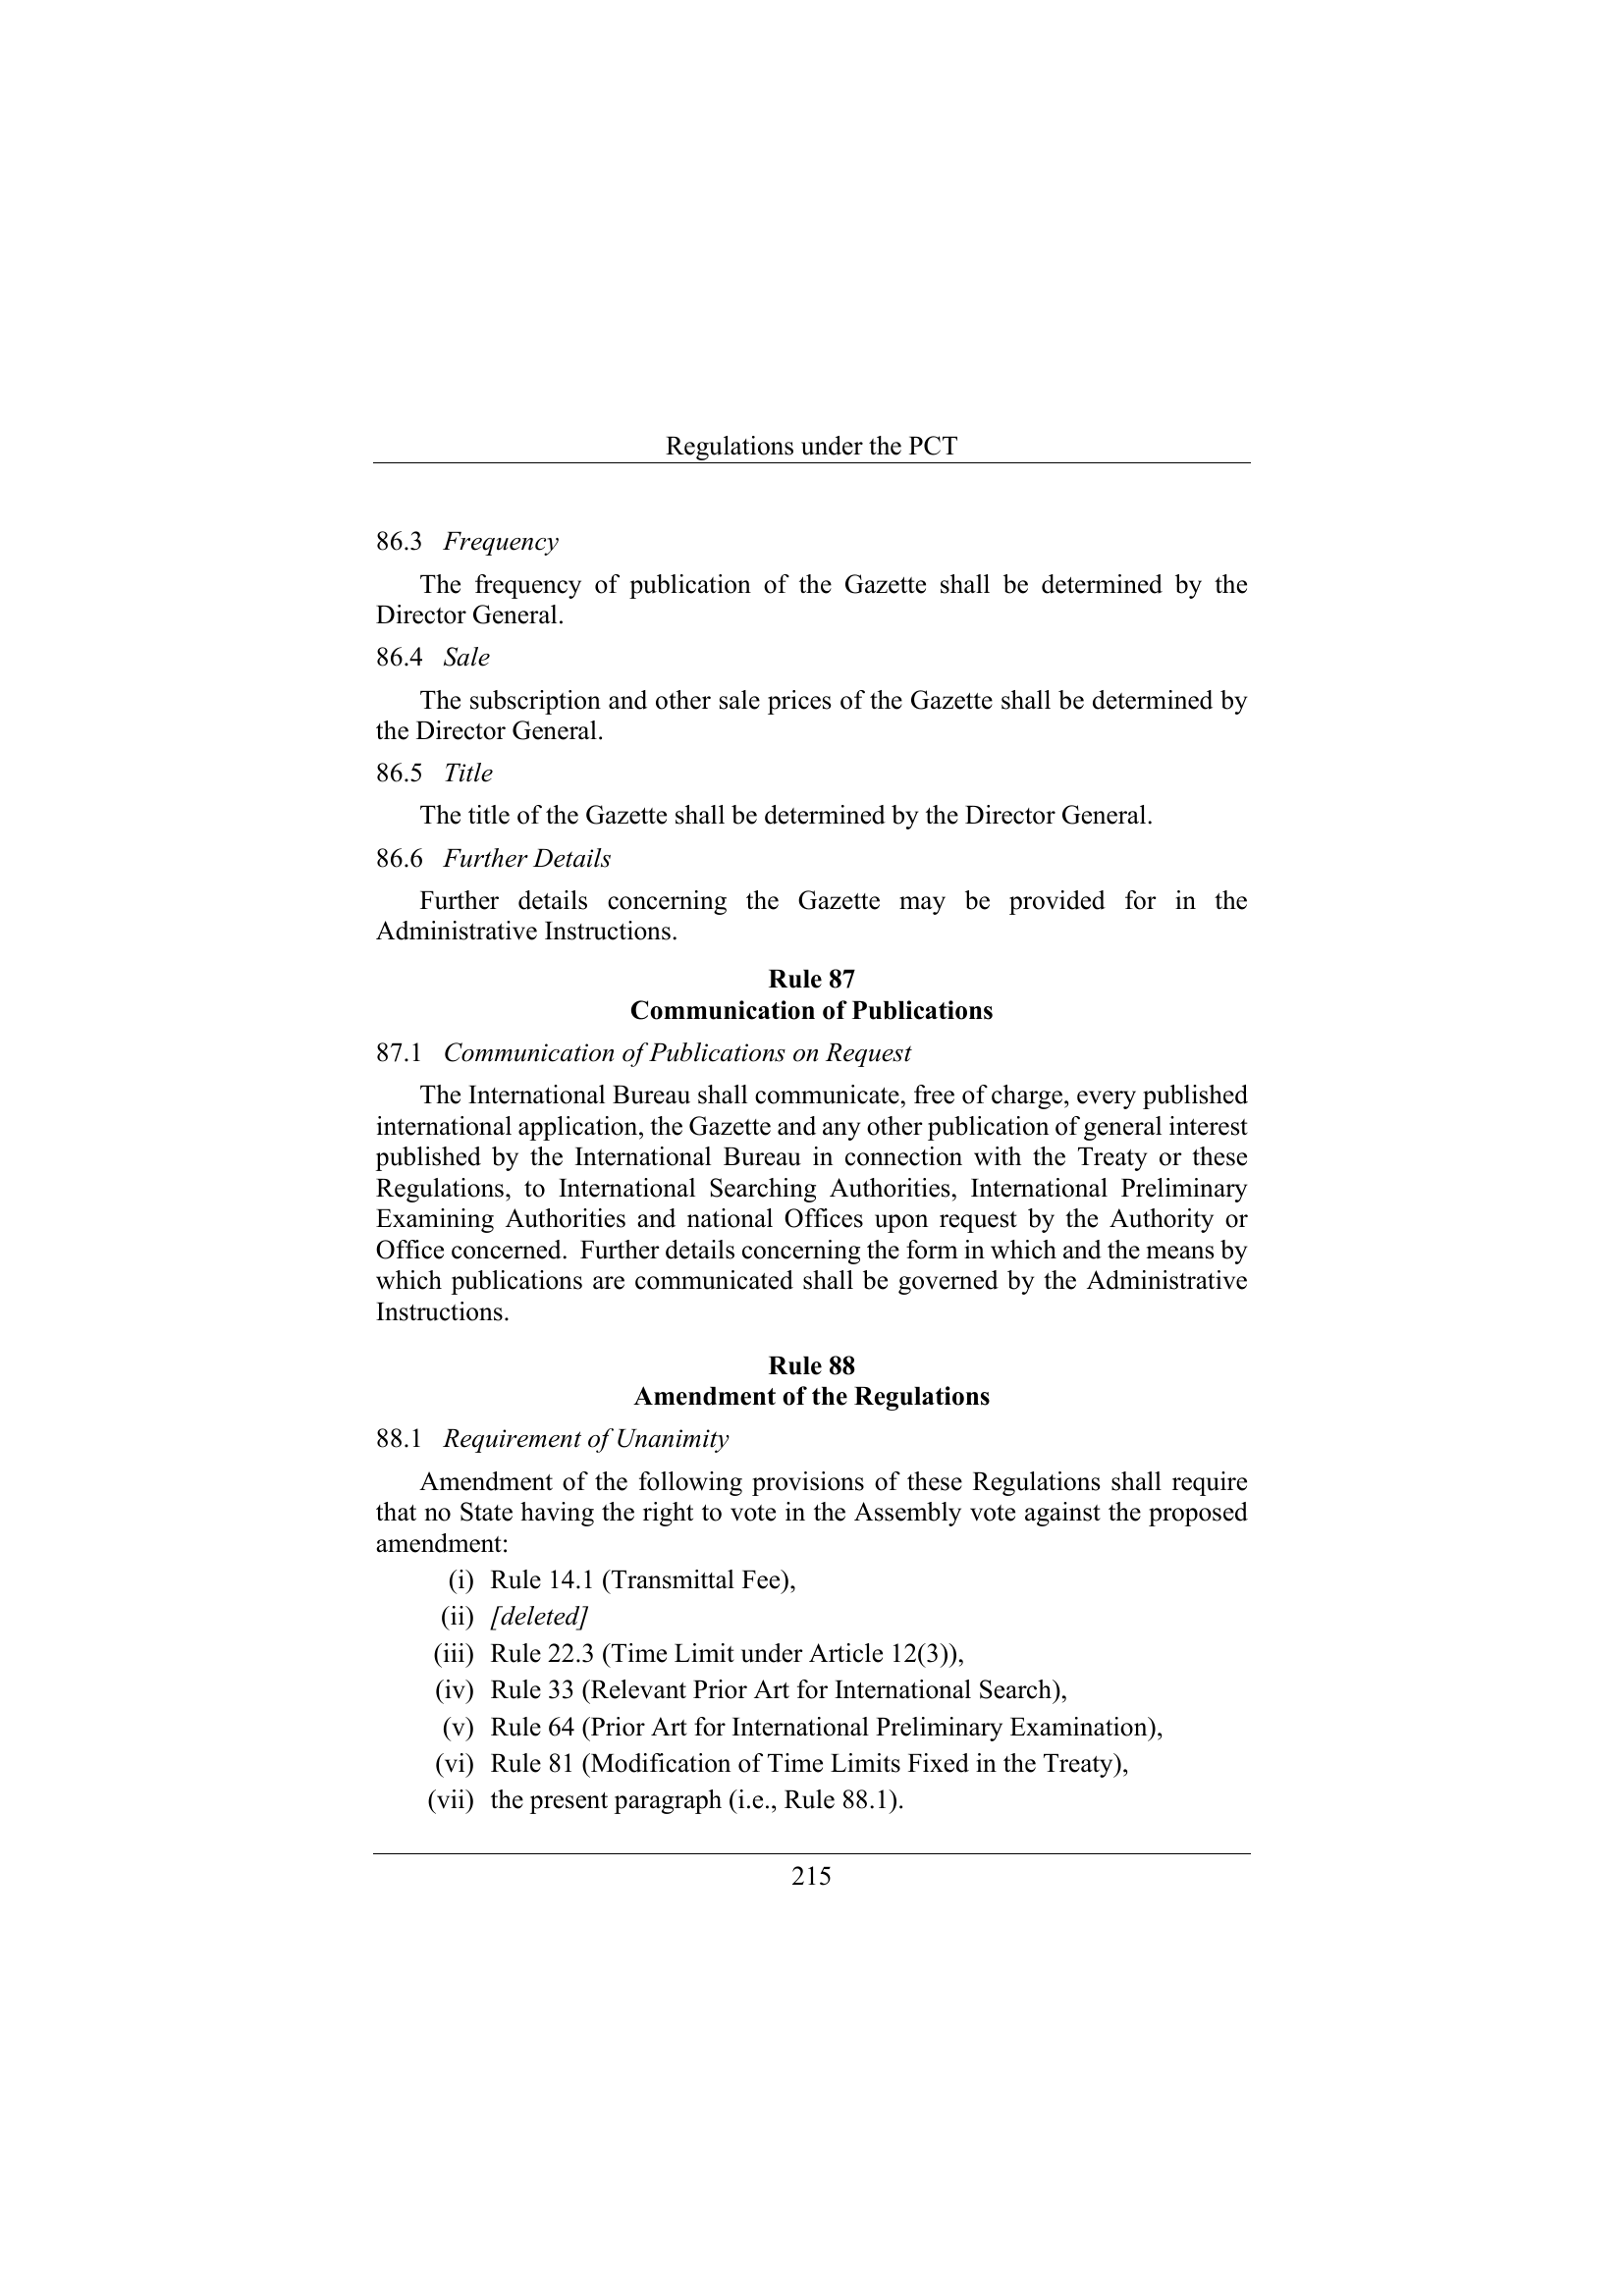 Regulations under the PCT
86.3 Frequency
The frequency of publication of the Gazette shall be determined by the
Director General.
86.4 Sale
The subscription and other sale prices of the Gazette shall be determined by
the Director General.
86.5 Title
The title of the Gazette shall be determined by the Director General.
86.6 Further Details
Further details concerning the Gazette may be provided for in the
Administrative Instructions.
Rule 87
Communication of Publications
87.1 Communication of Publications on Request
The International Bureau shall communicate, free of charge, every published
international application, the Gazette and any other publication of general interest
published by the International Bureau in connection with the Treaty or these
Regulations, to International Searching Authorities, International Preliminary
Examining Authorities and national Offices upon request by the Authority or
Office concerned. Further details concerning the form in which and the means by
which publications are communicated shall be governed by the Administrative
Instructions.
Rule 88
Amendment of the Regulations
88.1 Requirement of Unanimity
Amendment of the following provisions of these Regulations shall require
that no State having the right to vote in the Assembly vote against the proposed
amendment:
(i) Rule 14.1 (Transmittal Fee),
(ii) [deleted]
(iii) Rule 22.3 (Time Limit under Article 12(3)),
(iv) Rule 33 (Relevant Prior Art for International Search),
(v) Rule 64 (Prior Art for International Preliminary Examination),
(vi) Rule 81 (Modification of Time Limits Fixed in the Treaty),
(vii) the present paragraph (i.e., Rule 88.1).
215